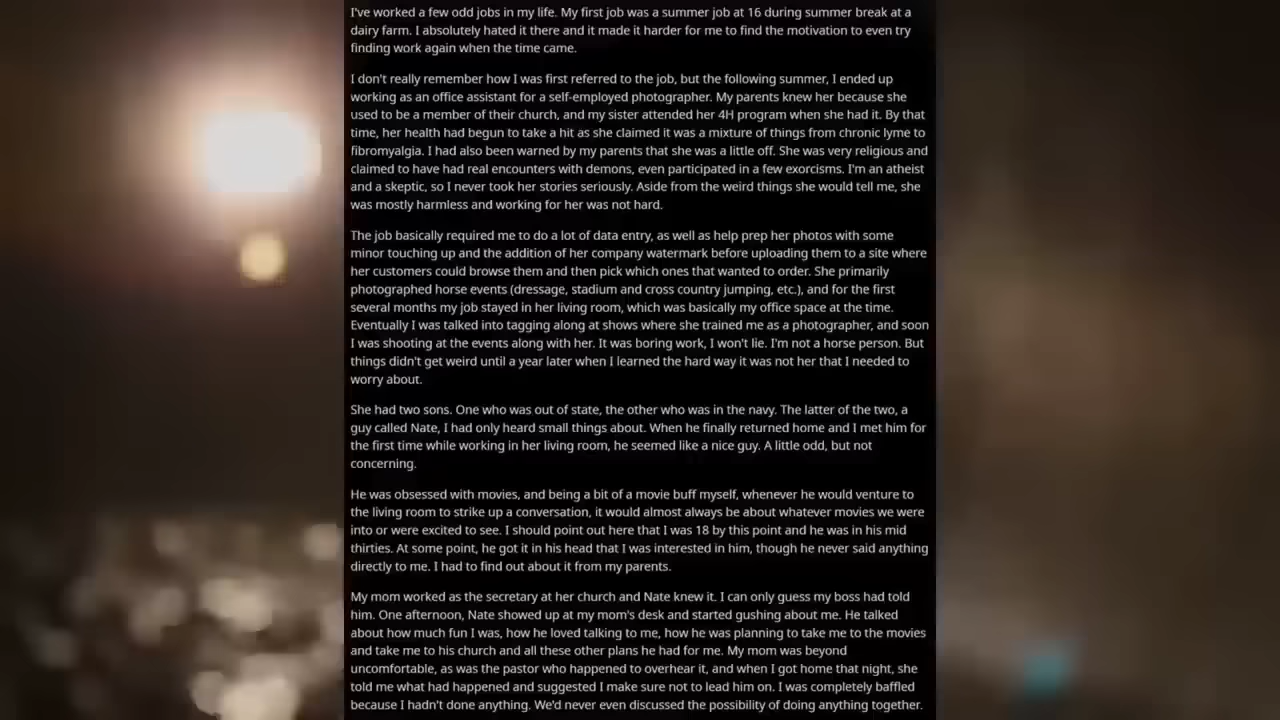 I've worked a few odd jobs in my life. My first job was a summer job at 16 during summer break at a
dairy farm. I absolutely hated it there and it made it harder for me to find the motivation to even try
finding work again when the time came.
I don't really remember how I was first referred to the job, but the following summer, I ended up
working as an office assistant for a self-employed photographer. My parents knew her because she
used to be a member of their church, and my sister attended her 4H program when she had it. By that
time, her health had begun to take a hit as she claimed it was a mixture of things from chronic lyme to
fibromyalgia. I had also been warned by my parents that she was a little off. She was very religious and
claimed to have had real encounters with demons, even participated in a few exorcisms. I'm an atheist
and a skeptic, so I never took her stories seriously. Aside from the weird things she would tell me, she
was mostly harmless and working for her was not hard.
The job basically required me to do a lot of data entry, as well as help prep her photos with some
minor touching up and the addition of her company watermark before uploading them to a site where
her customers could browse them and then pick which ones that wanted to order. She primarily
photographed horse events (dressage, stadium and cross country jumping, etc.), and for the first
several months my job stayed in her living room, which was basically my office space at the time.
Eventually I was talked into tagging along at shows where she trained me as a photographer, and soon
I was shooting at the events along with her. It was boring work, I won't lie. I'm not a horse person. But
things didn't get weird until a year later when I learned the hard way it was not her that I needed to
worry about.
She had two sons. One who was out of state, the other who was in the navy. The latter of the two, a
guy called Nate, I had only heard small things about. When he finally returned home and I met him for
the first time while working in her living room, he seemed like a nice guy. A little odd, but not
concerning.
He was obsessed with movies, and being a bit of a movie buff myself, whenever he would venture to
the living room to strike up a conversation, it would almost always be about whatever movies we were
into or were excited to see. I should point out here that I was 18 by this point and he was in his mid
thirties. At some point, he got it in his head that I was interested in him, though he never said anything
directly to me. I had to find out about it from my parents.
My mom worked as the secretary at her church and Nate knew it. I can only guess my boss had told
him. One afternoon, Nate showed up at my mom's desk and started gushing about me. He talked
about how much fun I was, how he loved talking to me, how he was planning to take me to the movies
and take me to his church and all these other plans he had for me. My mom was beyond
uncomfortable, as was the pastor who happened to overhear it, and when I got home that night, she
told me what had happened and suggested I make sure not to lead him on. I was completely baffled
because I hadn't done anything. We'd never even discussed the possibility of doing anything together.